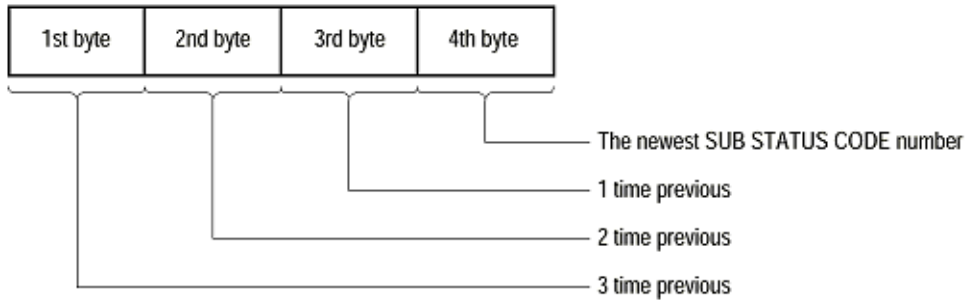 1st byte 2nd byte 3rd byte 4th byte
The newest SUB STATUS CODE number
1 time previous
2 time previous
3 time previous